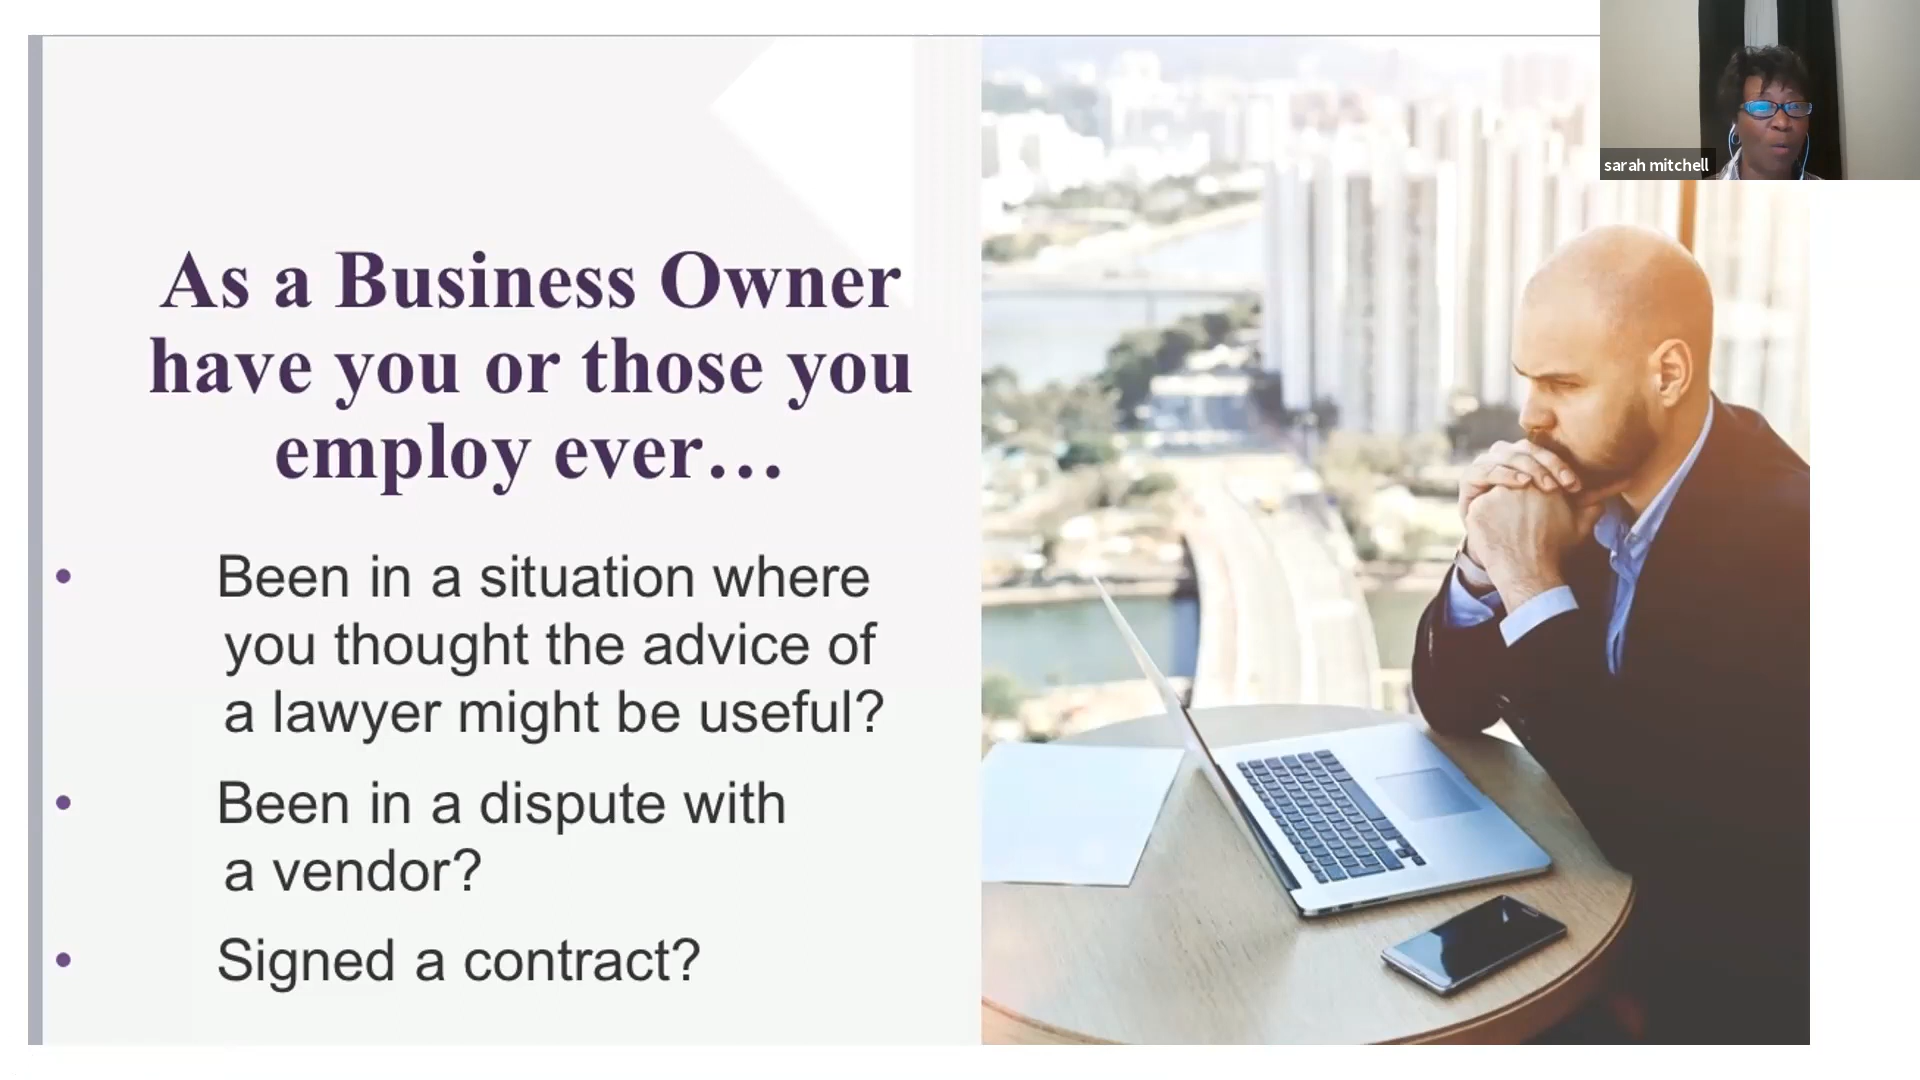 As a Business Owner
have you or those you
employ ever…
• Been in a situation where
you thought the advice of
a lawyer might be useful?
• Been in a dispute with
a vendor?
• Signed a contract?
sarah mitchell